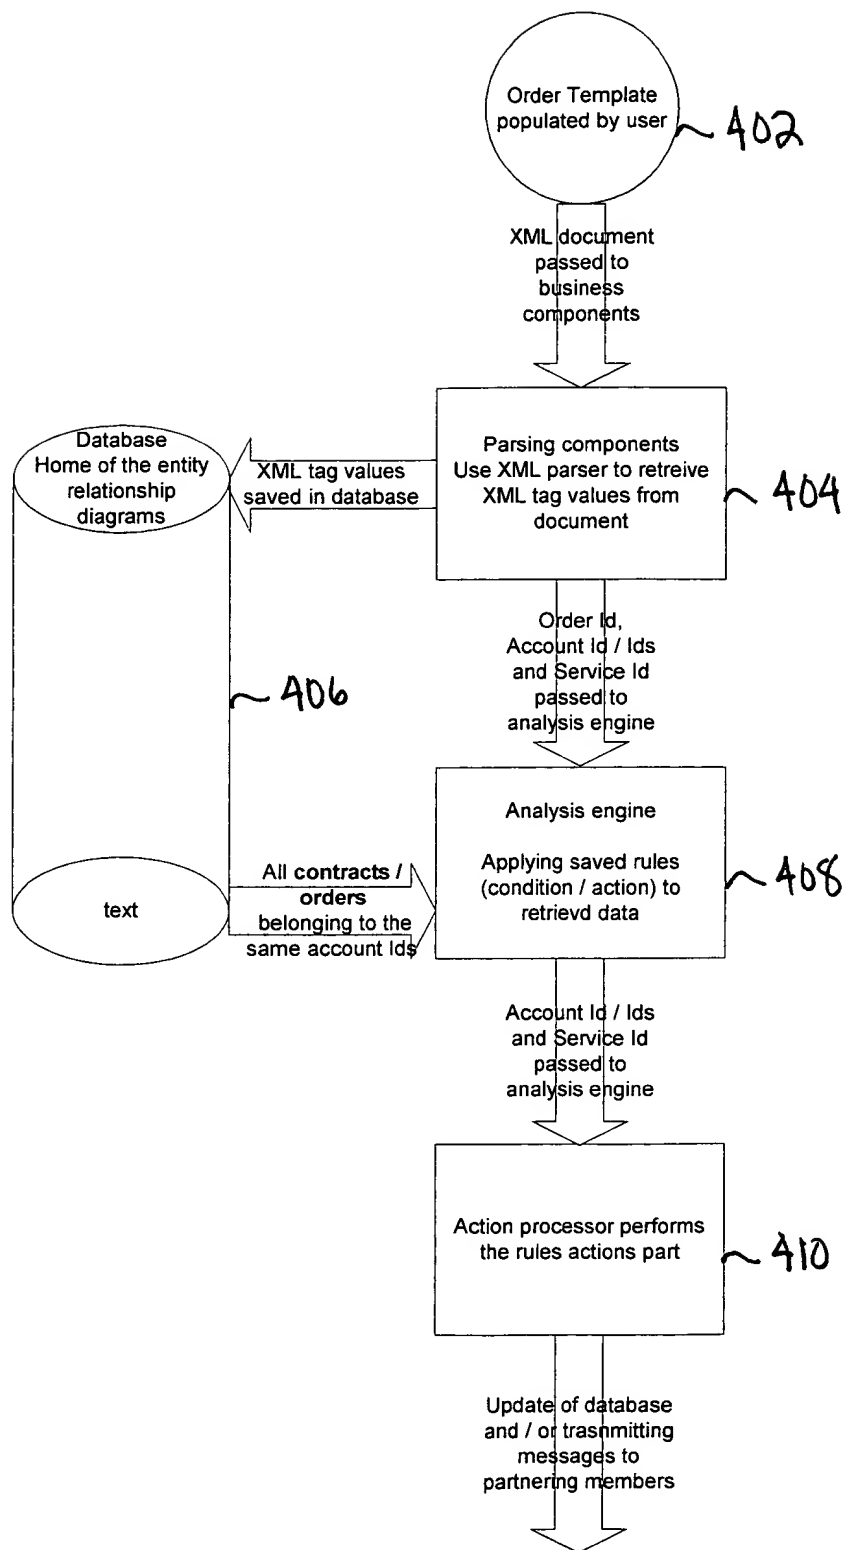 Order Template
populated by user
402
XML document
passed to
business
components
Database
Home of the entity
relationship
diagrams
XML tag values
saved in database
Parsing components
Use XML parser to retreive
XML tag values from
document
404
Order Id,
Account Id / Ids
and Service Id
passed to
analysis engine
406
Analysis engine
Applying saved rules
(condition / action) to
retrievd data
408
text
All contracts /
orders
belonging to the
same account Ids
Account Id / Ids
and Service Id
passed to
analysis engine
Action processor performs
the rules actions part
410
Update of database
and / or trasnmitting
messages to
partnering members